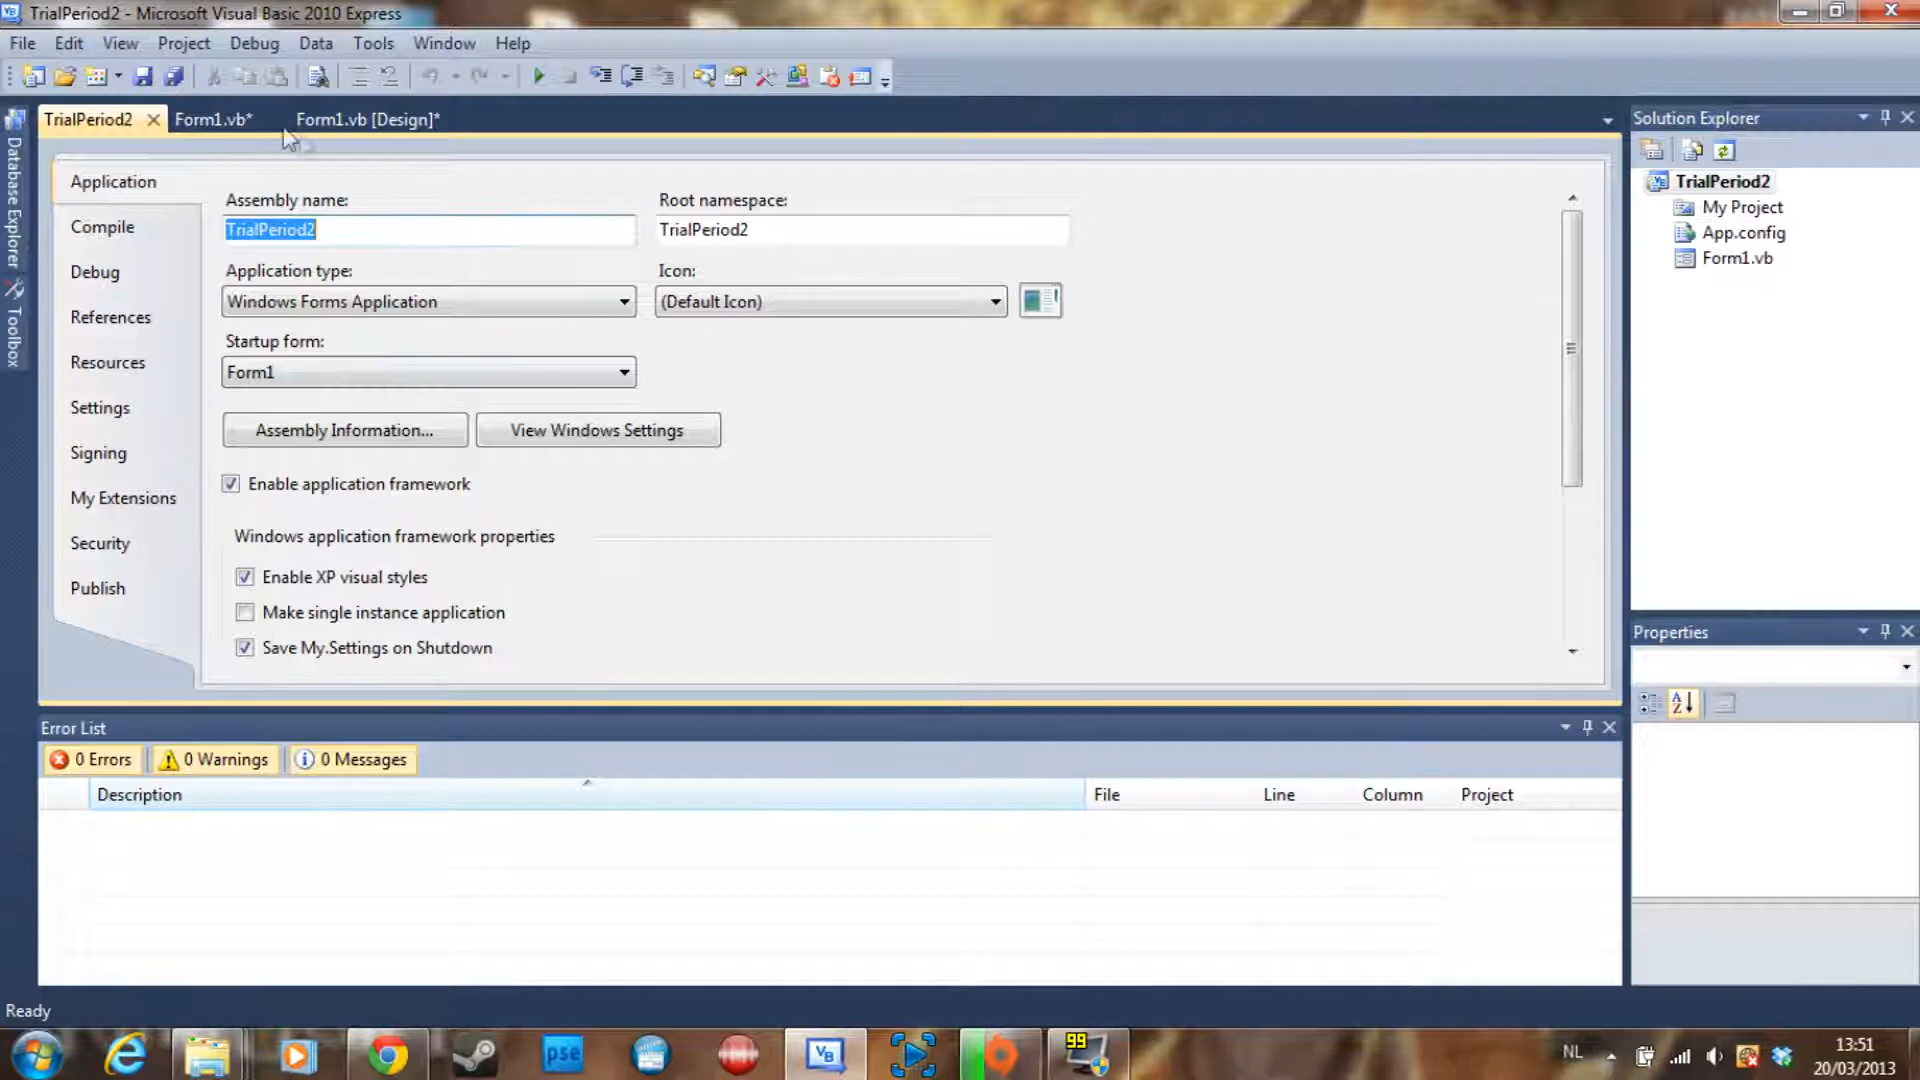 TrialPeriod2 - Microsoft Visual Basic 2010 Express
File Edit View Project Debug Data Tools Window Help
TrialPeriod2 Form1.vb* Form1.vb [Design]*
Database Explorer
Toolbox
Application
Compile
Debug
References
Resources
Settings
Signing
My Extensions
Security
Publish
Assembly name: Root namespace:
TrialPeriod2 TrialPeriod2
Application type: Icon:
Windows Forms Application (Default Icon)
Startup form:
Form1
Assembly Information... View Windows Settings
Enable application framework
Windows application framework properties
Enable XP visual styles
Make single instance application
Save My.Settings on Shutdown
Solution Explorer
TrialPeriod2
My Project
App.config
Form1.vb
Properties
Error List
0 Errors 0 Warnings 0 Messages
Description File Line Column Project
Ready
pse
VB
99
NL
13:51
20/03/2013